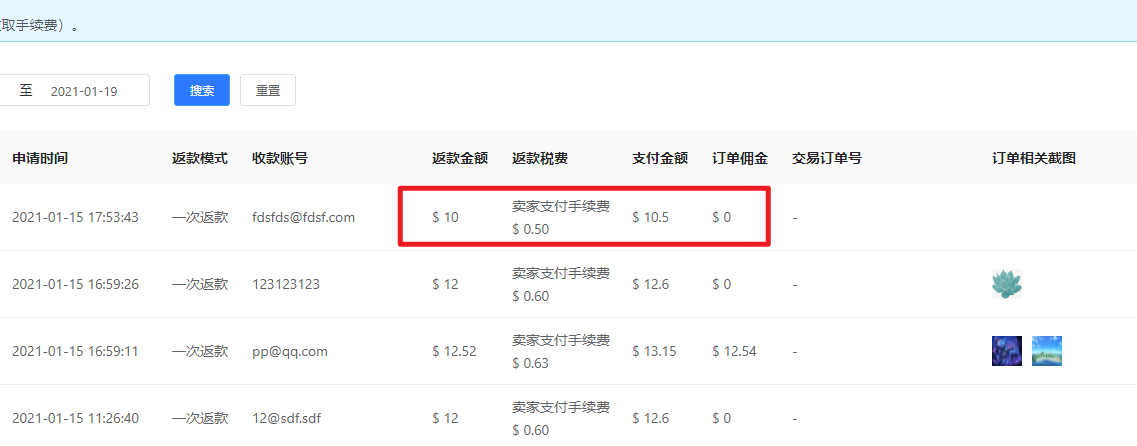 取手续费）。
至 2021-01-19 搜索 重置
申请时间 返款模式 收款账号 返款金额 返款税费 支付金额 订单佣金 交易订单号 订单相关截图
2021-01-15 17:53:43 一次返款 fdsfds@fdsf.com $ 10 卖家支付手续费 $ 10.5 $ 0 -
$ 0.50
2021-01-15 16:59:26 一次返款 123123123 $ 12 卖家支付手续费 $ 12.6 $ 0 -
$ 0.60
2021-01-15 16:59:11 一次返款 pp@qq.com $ 12.52 卖家支付手续费 $ 13.15 $ 12.54 -
$ 0.63
2021-01-15 11:26:40 一次返款 12@sdf.sdf $ 12 卖家支付手续费 $ 12.6 $ 0 -
$ 0.60